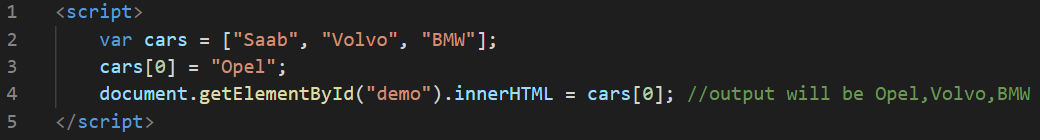 1 <script>
2 var cars = ["Saab", "Volvo", "BMW"];
3 cars[0] = "Opel";
4 document.getElementById("demo").innerHTML = cars[0]; //output will be Opel,Volvo,BMW
5 </script>